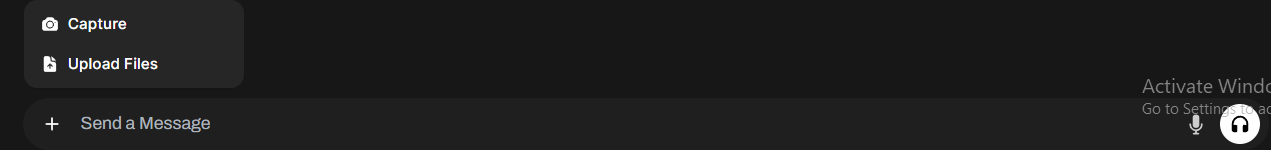 Capture
Upload Files
Activate Windo
Go to Settings to ac
Send a Message